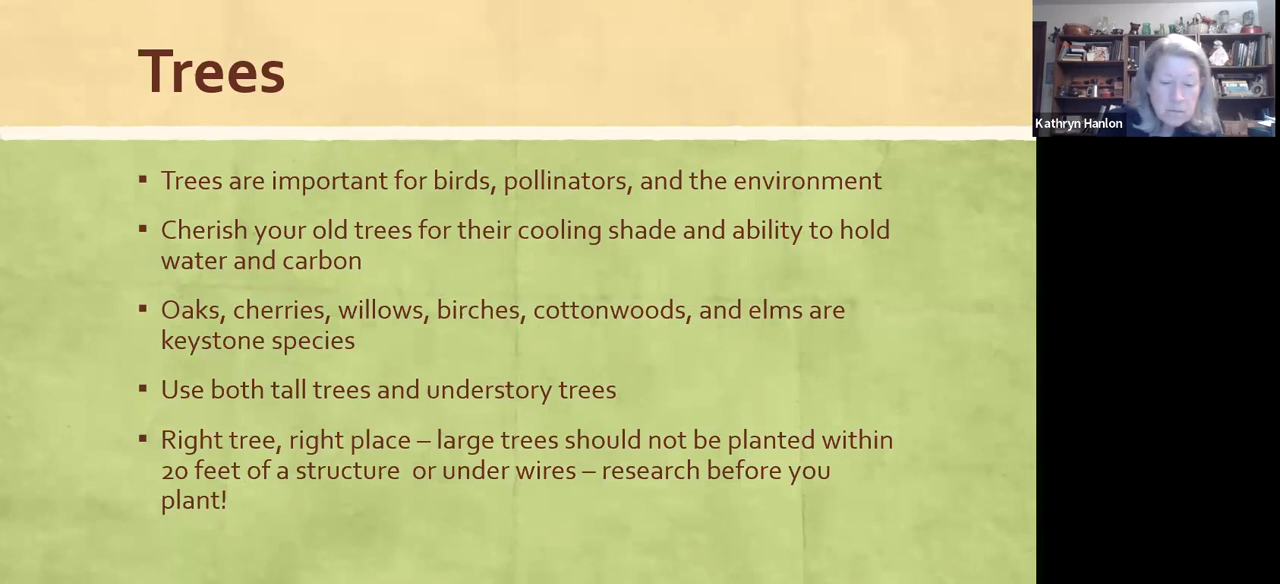 Trees
▪ Trees are important for birds, pollinators, and the environment
▪ Cherish your old trees for their cooling shade and ability to hold
water and carbon
▪ Oaks, cherries, willows, birches, cottonwoods, and elms are
keystone species
▪ Use both tall trees and understory trees
▪ Right tree, right place – large trees should not be planted within
20 feet of a structure  or under wires – research before you
plant!
Kathryn Hanlon